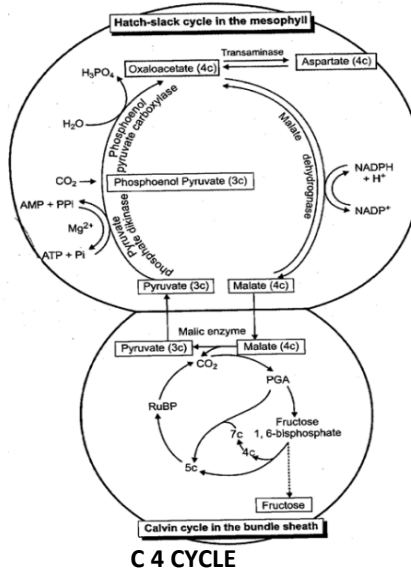 Hatch-slack cycle in the mesophyll
Transaminase
Oxaloacetate (4c)
Aspartate (4c)
H₃PO₄
H₂O
Phosphoenol
pyruvate carboxylase
Malate
dehydrognase
NADPH
+ H⁺
NADP⁺
CO₂
Phosphoenol Pyruvate (3c)
AMP + PPi
Mg²⁺
ATP + Pi
Pyruvate
phosphate dikinase
Pyruvate (3c)
Malate (4c)
Malic enzyme
Pyruvate (3c)
Malate (4c)
CO₂
PGA
RuBP
Fructose
1, 6-bisphosphate
7c
4c
5c
Fructose
Calvin cycle in the bundle sheath
C 4 CYCLE